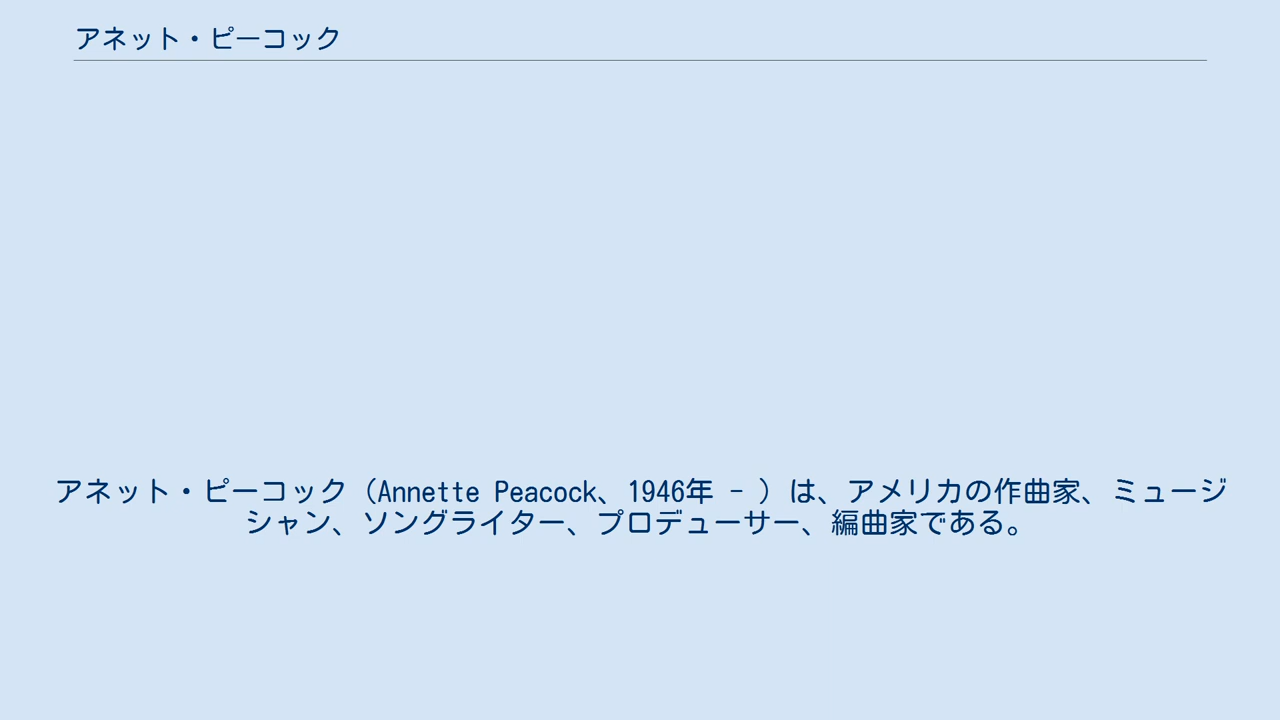 アネット・ピーコック
アネット・ピーコック（Annette Peacock、1946年 - ）は、アメリカの作曲家、ミュージ
シャン、ソングライター、プロデューサー、編曲家である。